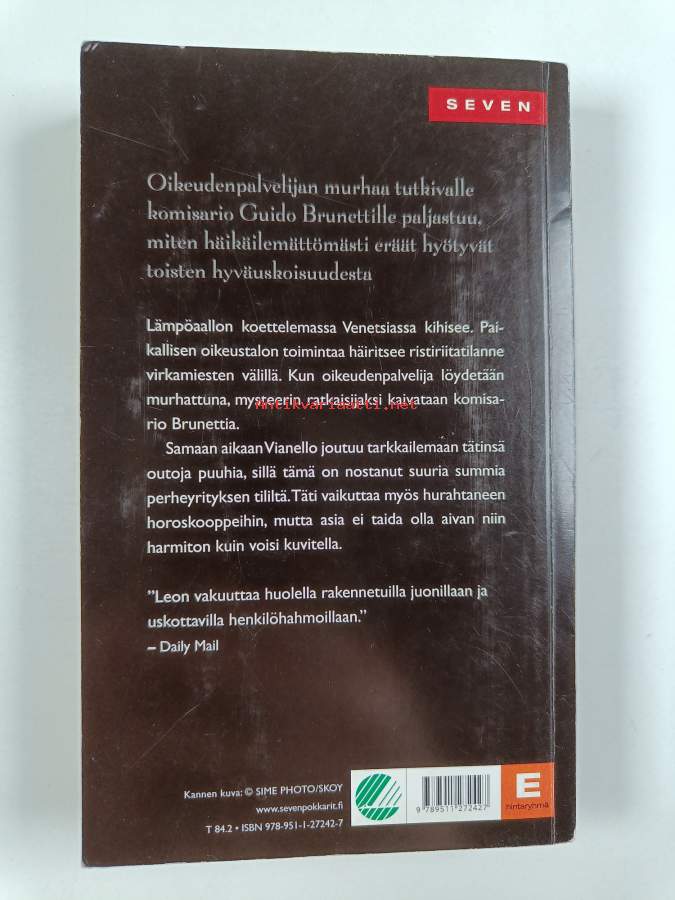 SEVEN
Oikeudenpalvelijan murhaa tutkivalle
komisario Guido Brunettille paljastuu,
miten häikäilemättömästi eräät hyötyvät
toisten hyväuskoisuudesta
Lämpöaallon koettelemassa Venetsiassa kihisee. Pai-
kallisen oikeustalon toimintaa häiritsee ristiriitatilanne
virkamiesten välillä. Kun oikeudenpalvelija löydetään
murhattuna, mysteerin ratkaisijaksi kaivataan komisa-
Antikvariaatti.net
rio Brunettia.
Samaan aikaan Vianello joutuu tarkkailemaan tätinsä
outoja puuhia, sillä tämä on nostanut suuria summia
perheyrityksen tililtä. Täti vaikuttaa myös hurahtaneen
horoskooppeihin, mutta asia ei taida olla aivan niin
harmiton kuin voisi kuvitella.
”Leon vakuuttaa huolella rakennetuilla juonillaan ja
uskottavilla henkilöhahmoillaan.”
– Daily Mail
Kannen kuva: © SIME PHOTO/SKOY
www.sevenpokkarit.fi
T 84.2 • ISBN 978-951-1-27242-7
9 789511 272427
E
hintaryhmä